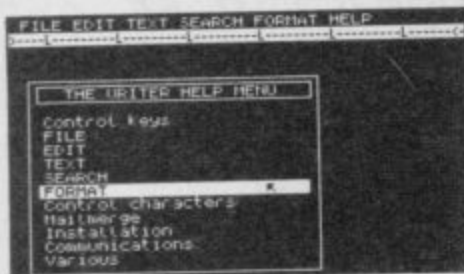 FILE EDIT TEXT SEARCH FORMAT HELP
THE WRITER HELP MENU
Control keys
FILE
EDIT
TEXT
SEARCH
FORMAT
Control characters
Mailmerge
Installation
Communications
Various